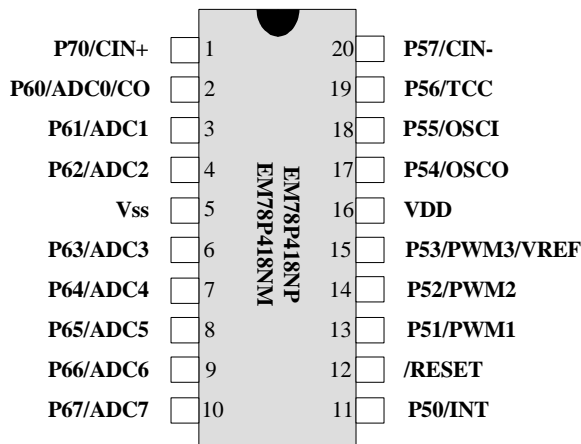 P70/CIN+ 1 20 P57/CIN-
P60/ADC0/CO 2 19 P56/TCC
P61/ADC1 3 18 P55/OSCI
P62/ADC2 4 17 P54/OSCO
Vss 5 16 VDD
P63/ADC3 6 15 P53/PWM3/VREF
P64/ADC4 7 14 P52/PWM2
P65/ADC5 8 13 P51/PWM1
P66/ADC6 9 12 /RESET
P67/ADC7 10 11 P50/INT
EM78P418NP
EM78P418NM